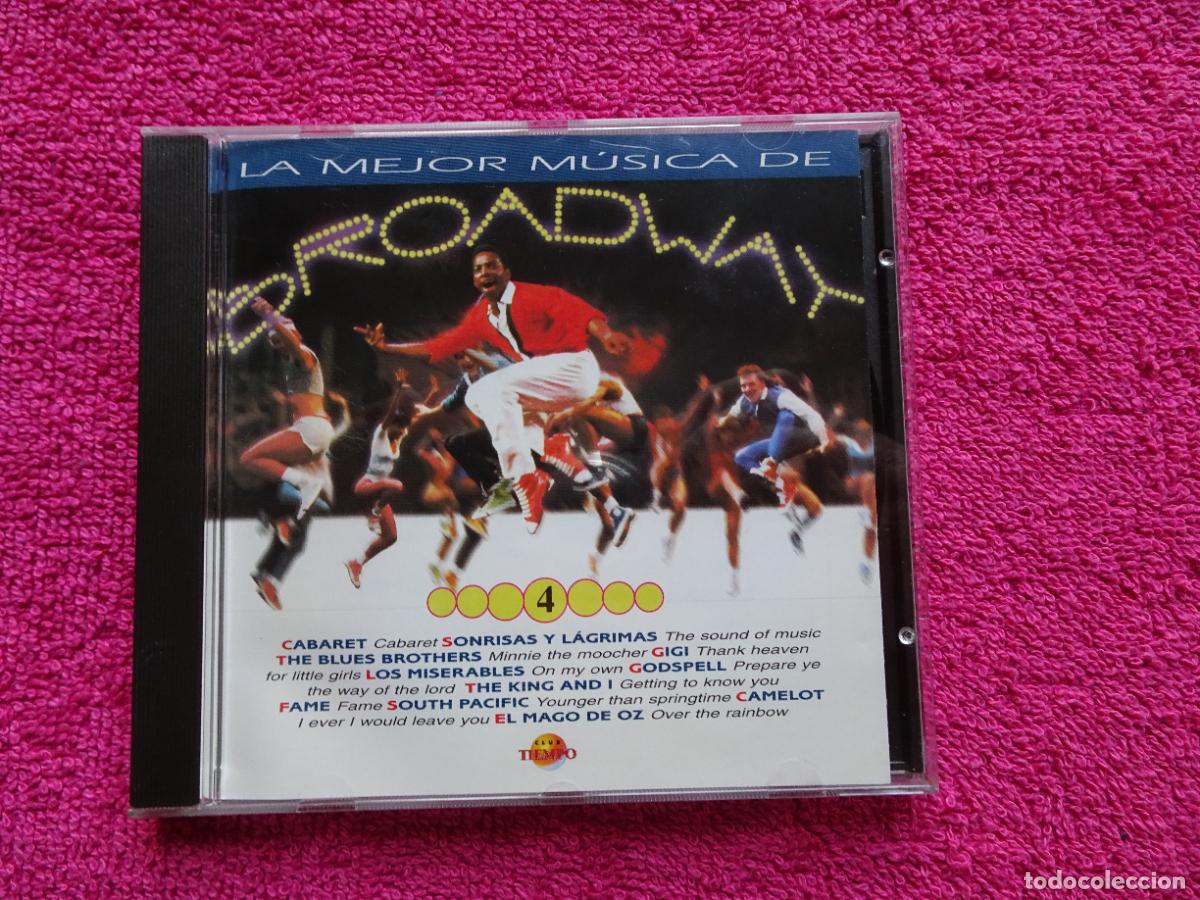 LA MEJOR MÚSICA DE
BROADWAY
4
CABARET Cabaret SONRISAS Y LÁGRIMAS The sound of music
THE BLUES BROTHERS Minnie the moocher GIGI Thank heaven
for little girls LOS MISERABLES On my own GODSPELL Prepare ye
the way of the lord THE KING AND I Getting to know you
FAME Fame SOUTH PACIFIC Younger than springtime CAMELOT
I ever I would leave you EL MAGO DE OZ Over the rainbow
CLUB
TIEMPO
todocoleccion